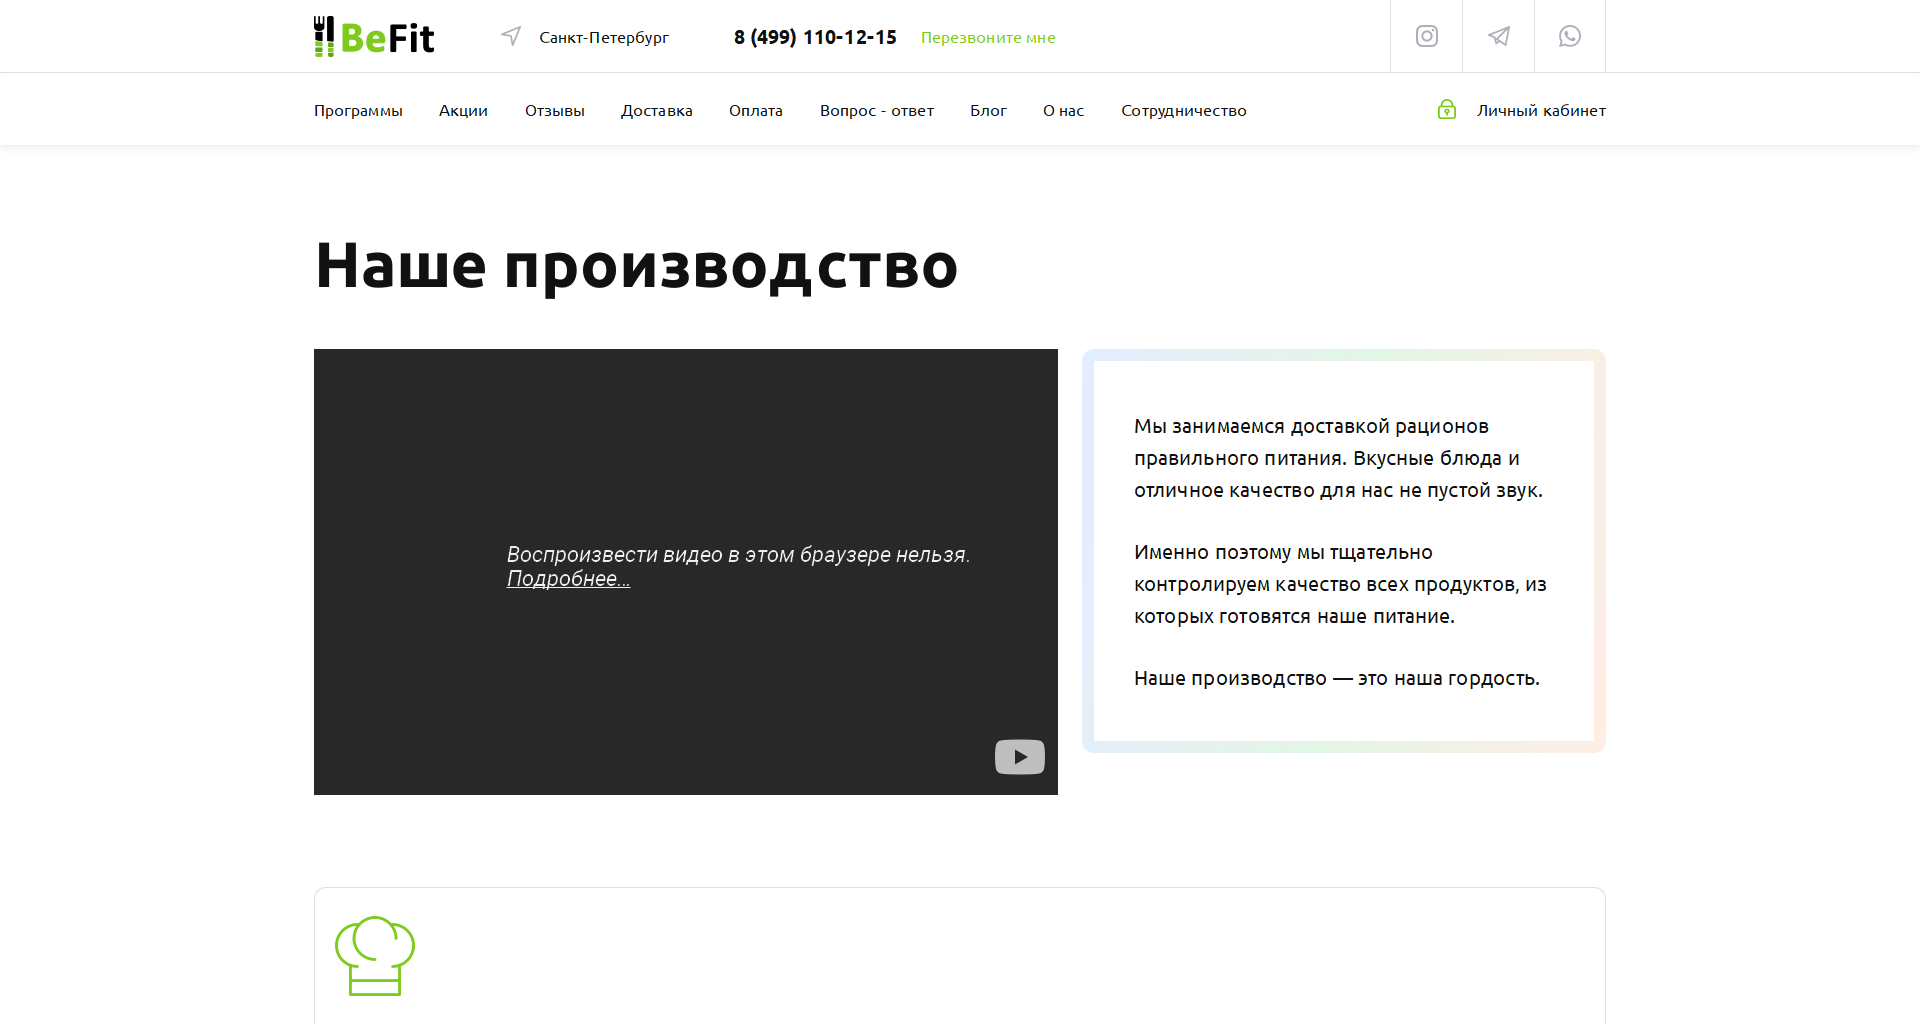 BeFit
Санкт-Петербург
8 (499) 110-12-15
Перезвоните мне
Программы
Акции
Отзывы
Доставка
Оплата
Вопрос - ответ
Блог
О нас
Сотрудничество
Личный кабинет
Наше производство
Воспроизвести видео в этом браузере нельзя.
Подробнее...
Мы занимаемся доставкой рационов
правильного питания. Вкусные блюда и
отличное качество для нас не пустой звук.
Именно поэтому мы тщательно
контролируем качество всех продуктов, из
которых готовятся наше питание.
Наше производство — это наша гордость.